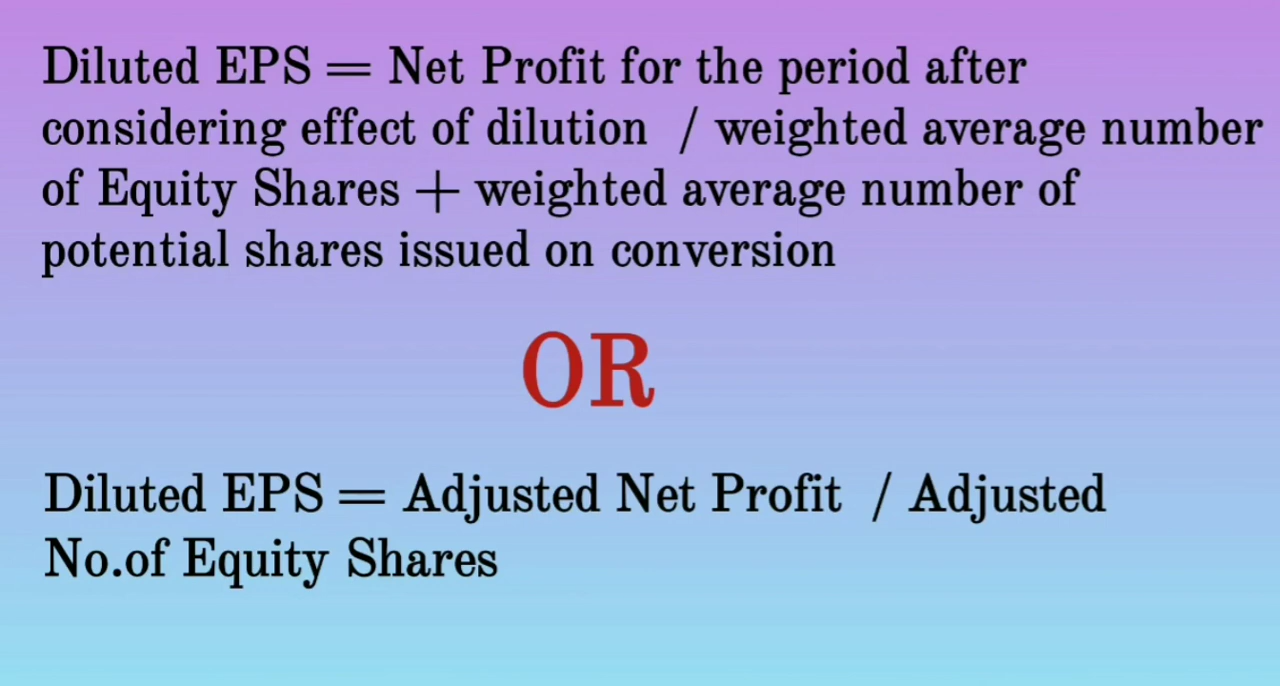 Diluted EPS = Net Profit for the period after
considering effect of dilution / weighted average number
of Equity Shares + weighted average number of
potential shares issued on conversion
OR
Diluted EPS = Adjusted Net Profit / Adjusted
No.of Equity Shares